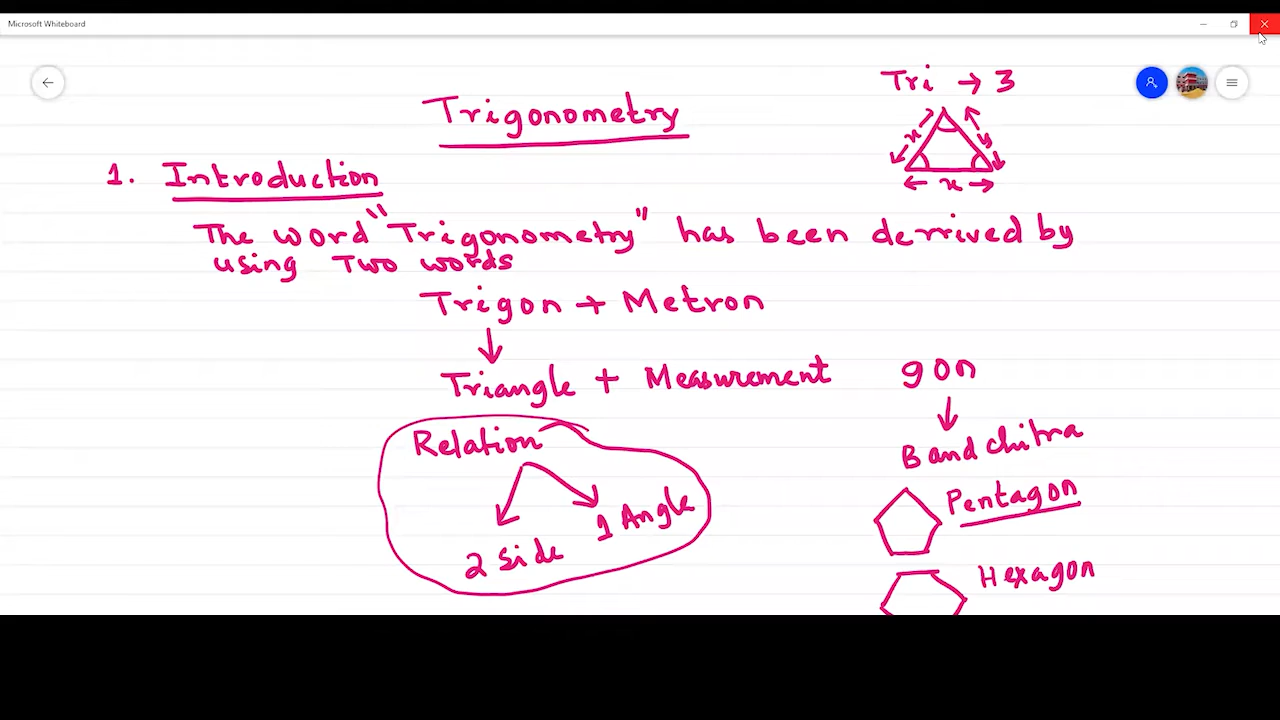 Microsoft Whiteboard
Tri → 3
Trigonometry
x
y
x
1. Introduction
The word "Trigonometry" has been derrived by
using Two words
Trigon + Metron
Triangle + Measurement
gon
Relation
Band chitra
2 Side
1 Angle
Pentagon
Hexagon